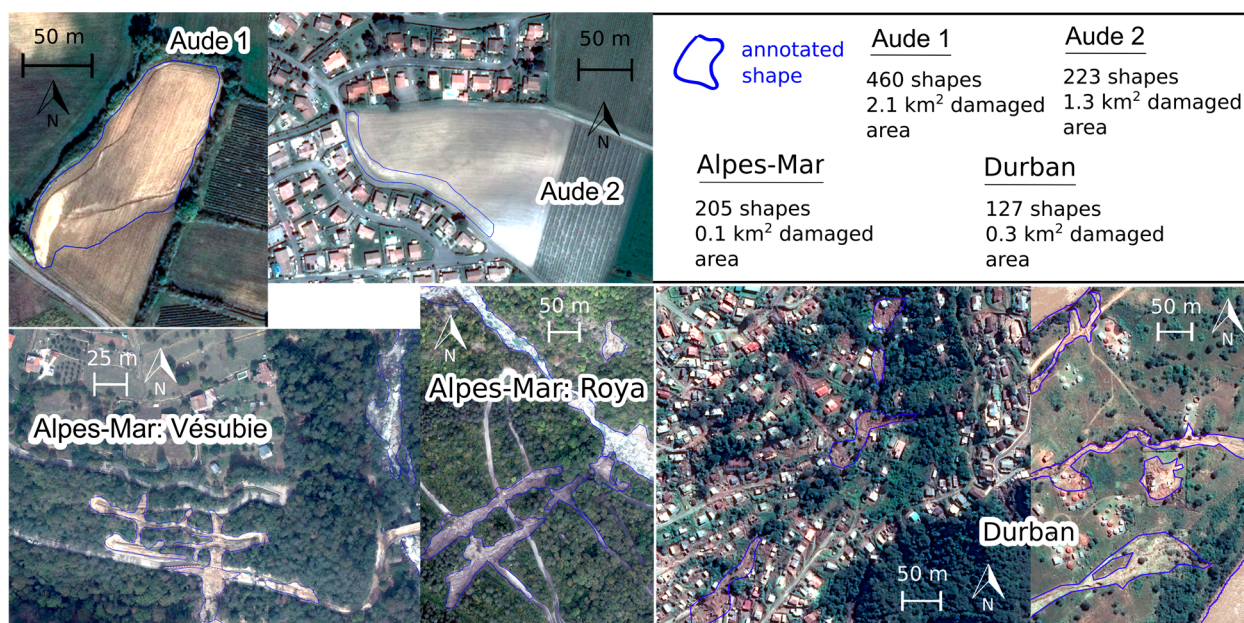 50 m
Aude 1
N
50 m
N
Aude 2
annotated
shape
Aude 1
460 shapes
2.1 km² damaged
area
Aude 2
223 shapes
1.3 km² damaged
area
Alpes-Mar
205 shapes
0.1 km² damaged
area
Durban
127 shapes
0.3 km² damaged
area
25 m
N
Alpes-Mar: Vésubie
50 m
N
Alpes-Mar: Roya
50 m
N
Durban
50 m
N